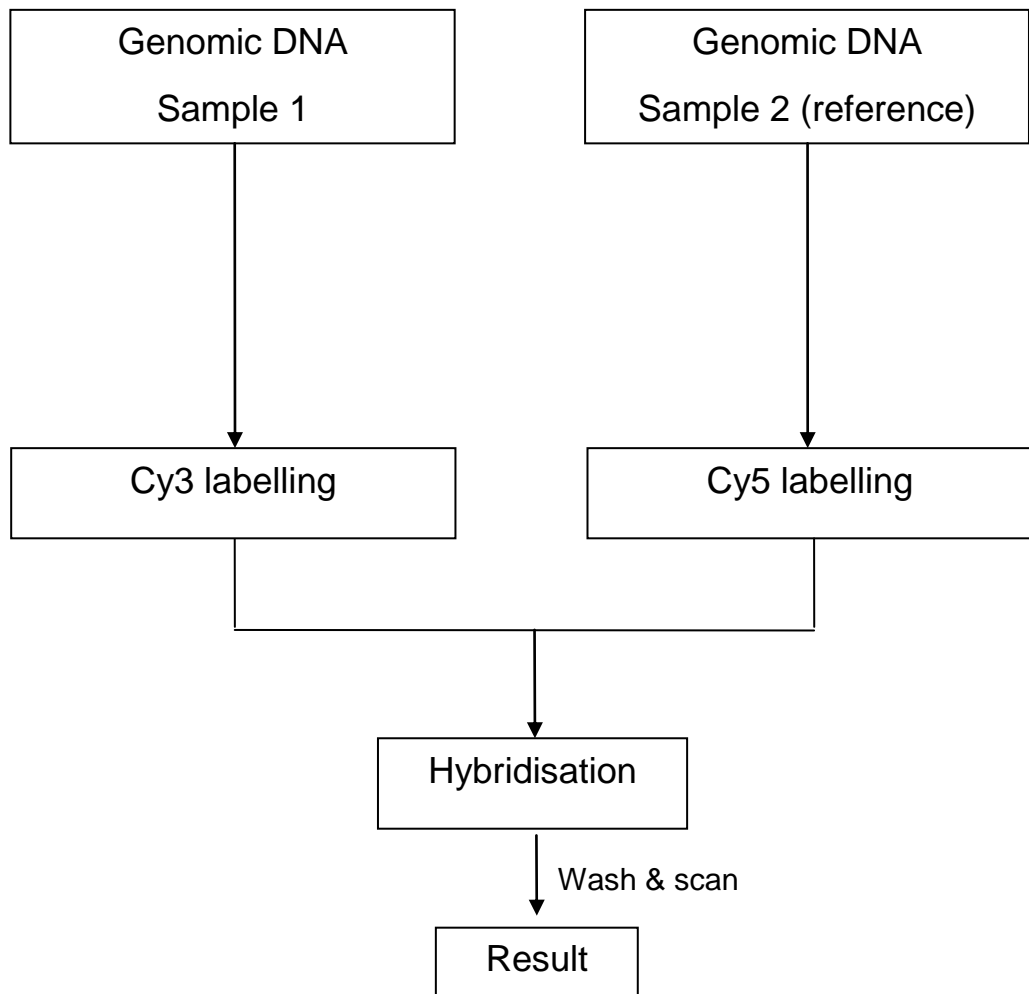 Genomic DNA
Sample 1
Genomic DNA
Sample 2 (reference)
Cy3 labelling
Cy5 labelling
Hybridisation
Wash & scan
Result